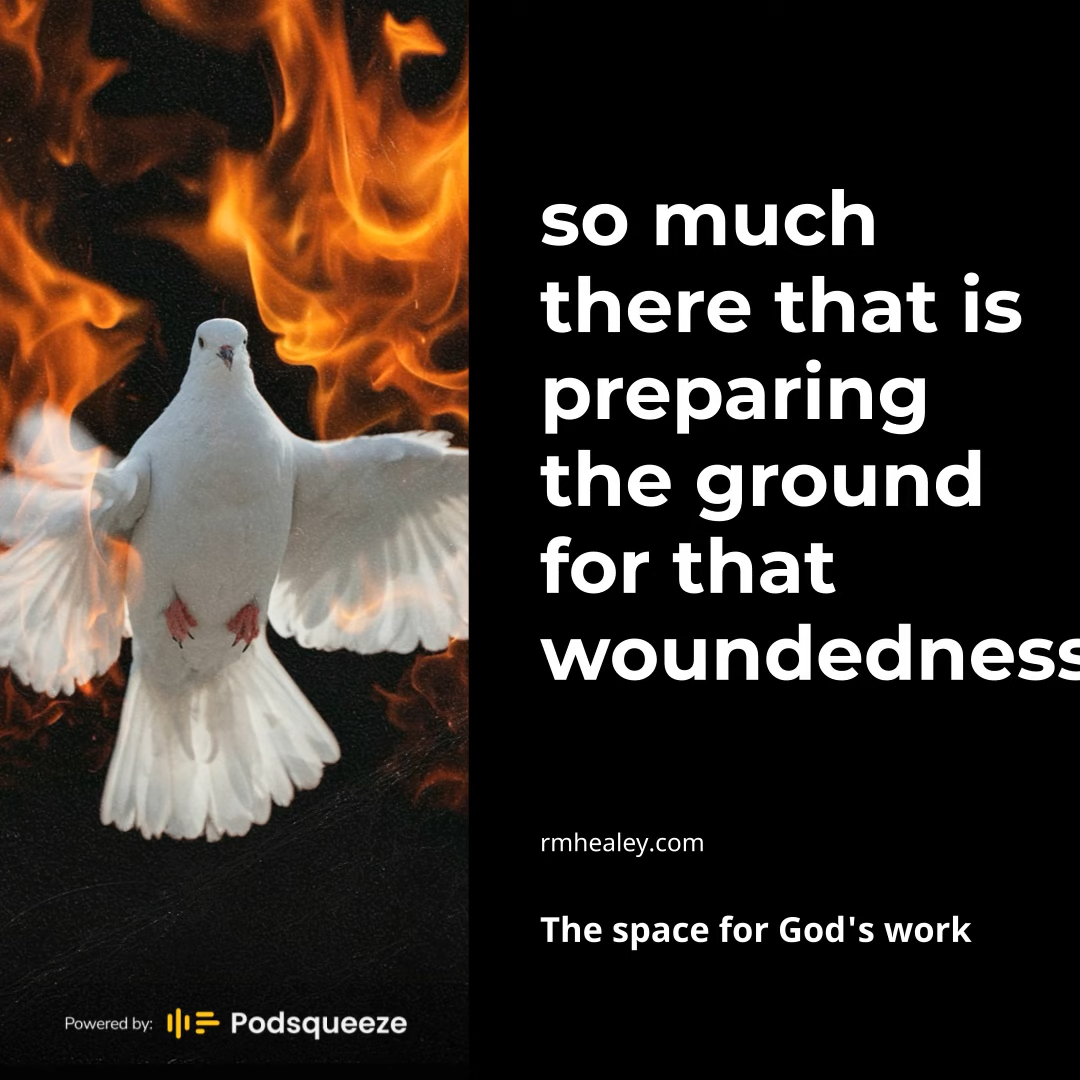 so much
there that is
preparing
the ground
for that
woundedness
rmhealey.com
The space for God's work
Powered by: Podsqueeze